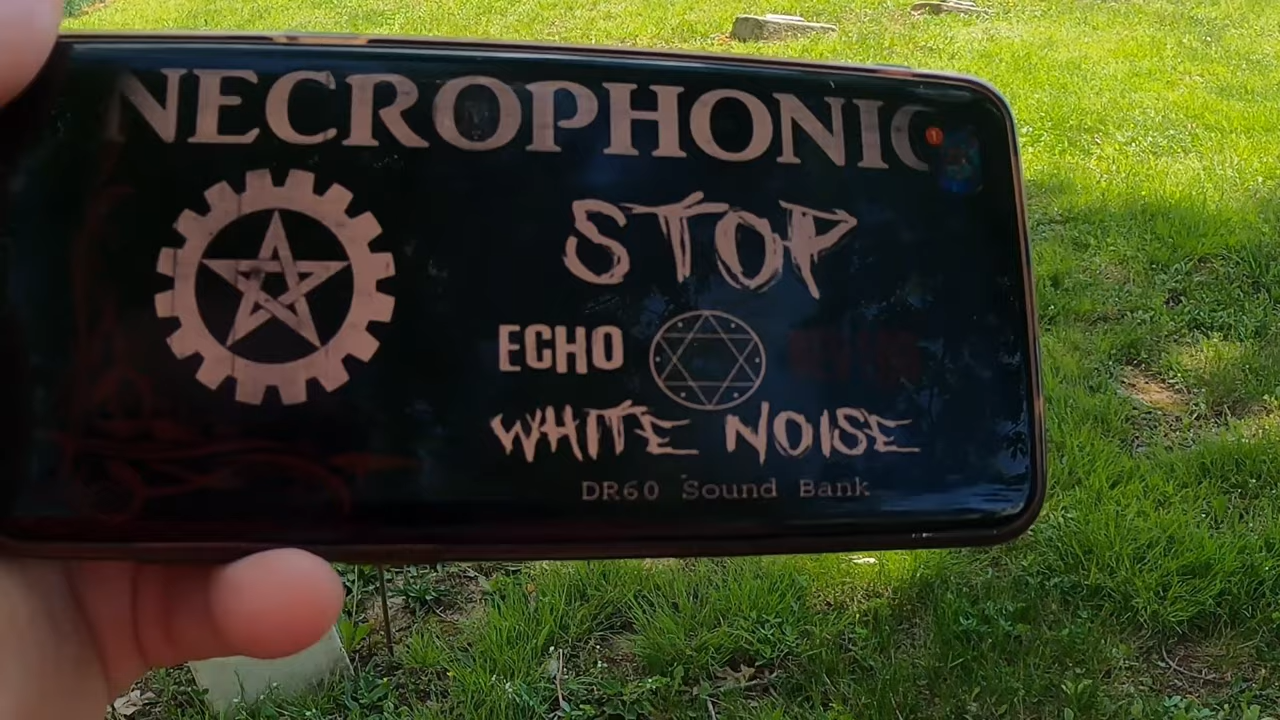 NECROPHONIC
STOP
ECHO
WHITE NOISE
DR60 Sound Bank